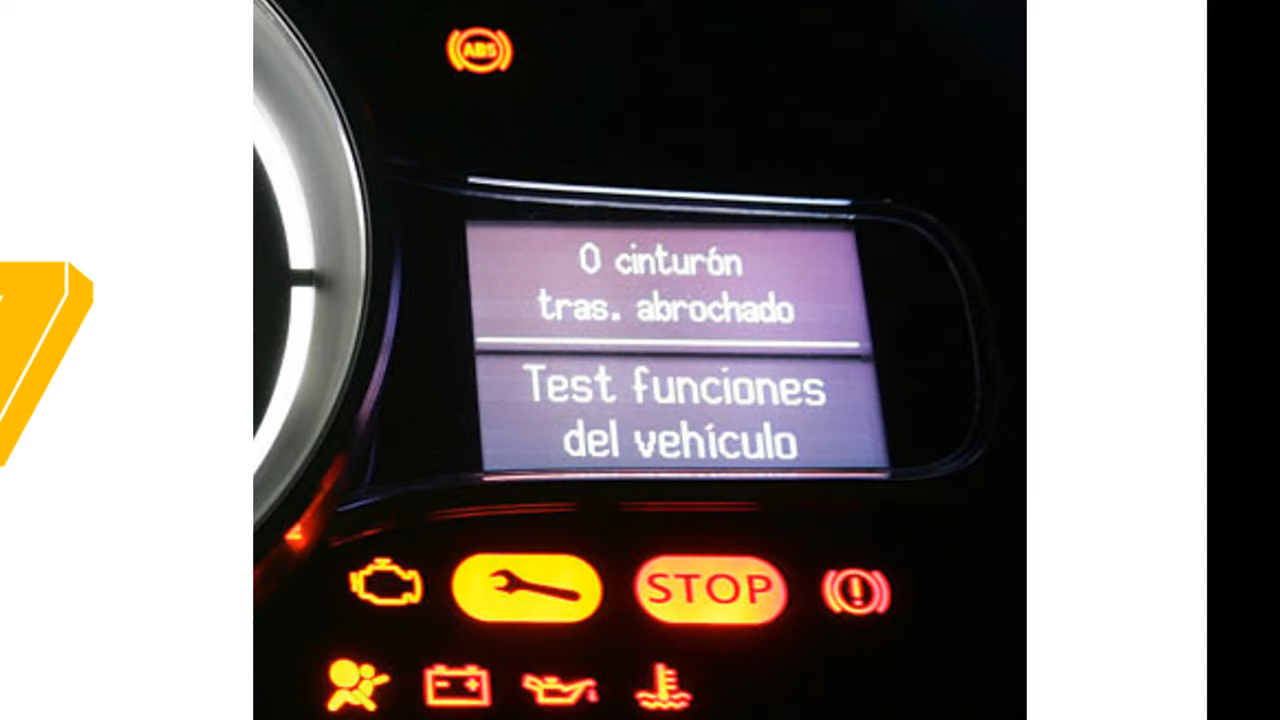 ABS
0 cinturón
tras. abrochado
Test funciones
del vehículo
STOP